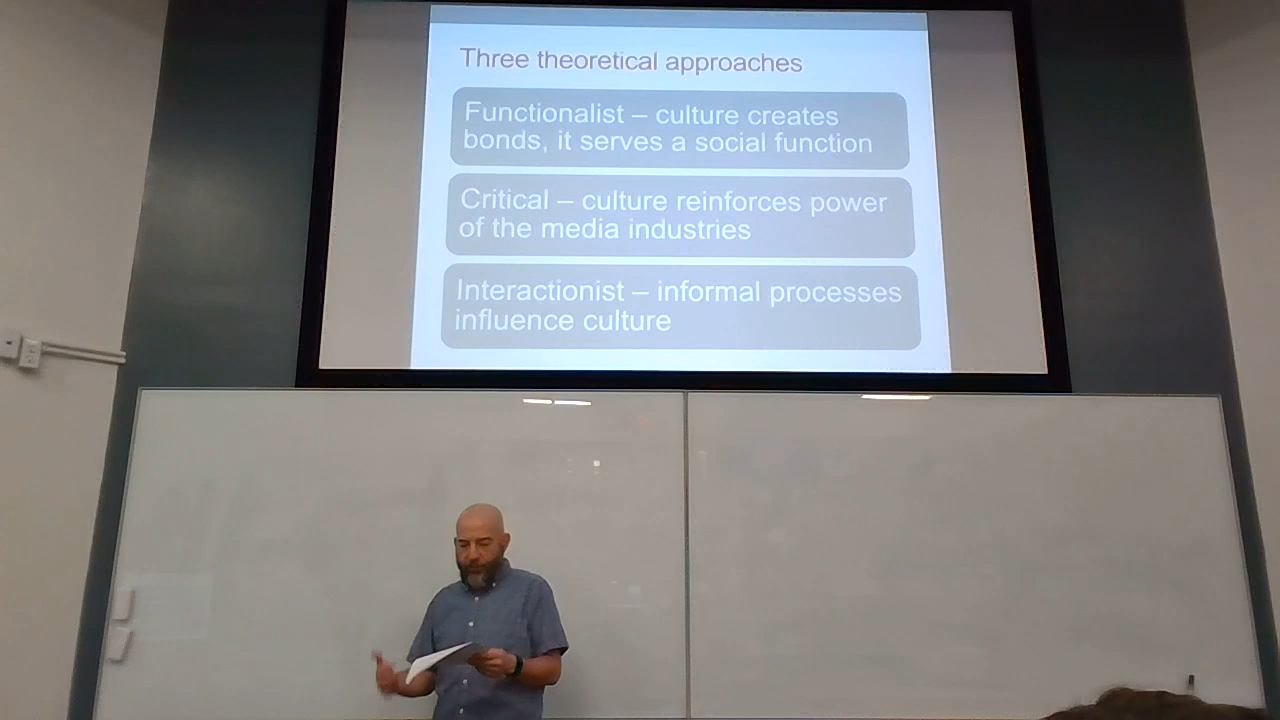 Three theoretical approaches
Functionalist – culture creates
bonds, it serves a social function
Critical – culture reinforces power
of the media industries
Interactionist – informal processes
influence culture